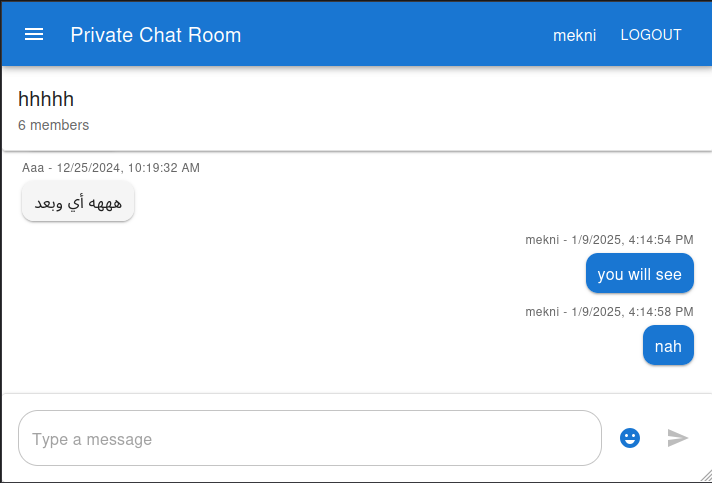 Private Chat Room
mekni
LOGOUT
hhhhh
6 members
Aaa - 12/25/2024, 10:19:32 AM
هههه أي وبعد
mekni - 1/9/2025, 4:14:54 PM
you will see
mekni - 1/9/2025, 4:14:58 PM
nah
Type a message